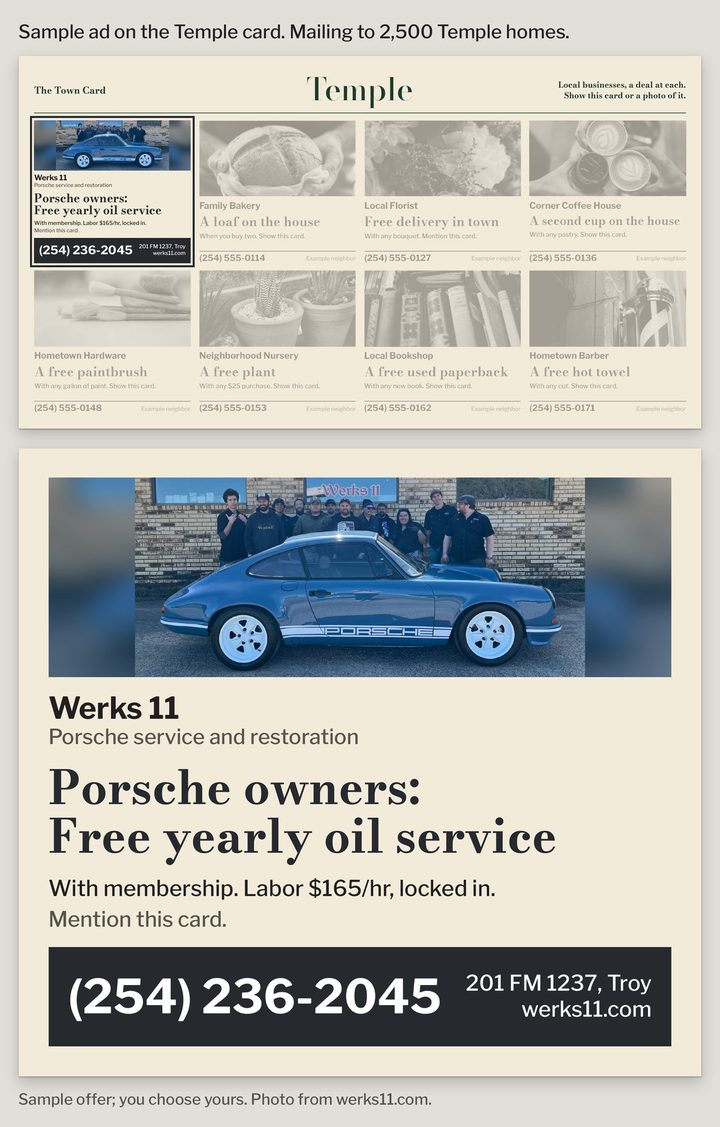 Sample ad on the Temple card. Mailing to 2,500 Temple homes.
The Town Card
Temple
Local businesses, a deal at each.
Show this card or a photo of it.
Werks 11
Porsche service and restoration
Porsche owners:
Free yearly oil service
With membership. Labor $165/hr, locked in.
Mention this card.
(254) 236-2045
201 FM 1237, Troy
werks11.com
Family Bakery
A loaf on the house
When you buy two. Show this card.
(254) 555-0114
Example neighbor
Local Florist
Free delivery in town
With any bouquet. Mention this card.
(254) 555-0127
Example neighbor
Corner Coffee House
A second cup on the house
With any pastry. Show this card.
(254) 555-0136
Example neighbor
Hometown Hardware
A free paintbrush
With any gallon of paint. Show this card.
(254) 555-0148
Example neighbor
Neighborhood Nursery
A free plant
With any $25 purchase. Show this card.
(254) 555-0153
Example neighbor
Local Bookshop
A free used paperback
With any new book. Show this card.
(254) 555-0162
Example neighbor
Hometown Barber
A free hot towel
With any cut. Show this card.
(254) 555-0171
Example neighbor
Werks 11
PORSCHE
Werks 11
Porsche service and restoration
Porsche owners:
Free yearly oil service
With membership. Labor $165/hr, locked in.
Mention this card.
(254) 236-2045
201 FM 1237, Troy
werks11.com
Sample offer; you choose yours. Photo from werks11.com.